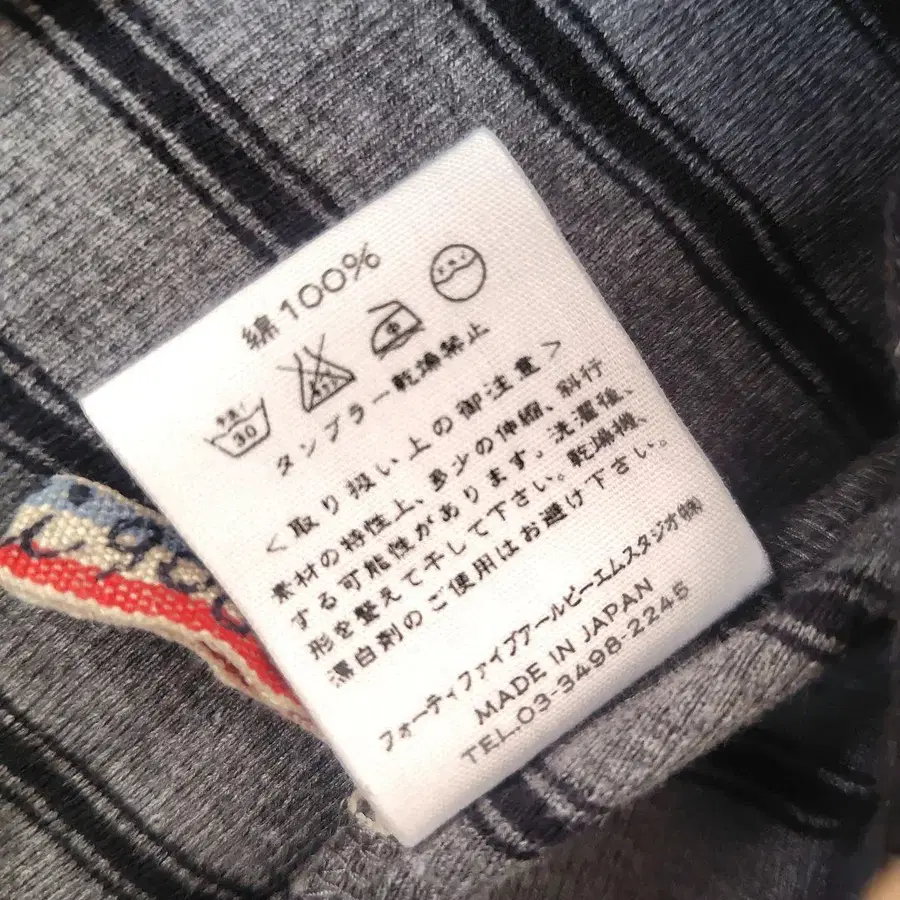 綿100%
30
中
タンブラー乾燥禁止
<取り扱い上の御注意>
素材の特性上、多少の伸縮、斜行
する可能性があります。洗濯後、
形を整えて干して下さい。乾燥機、
漂白剤のご使用はお避け下さい。
フォーティファイブアールピーエムスタジオ㈱
MADE IN JAPAN
TEL.03-3498-2245